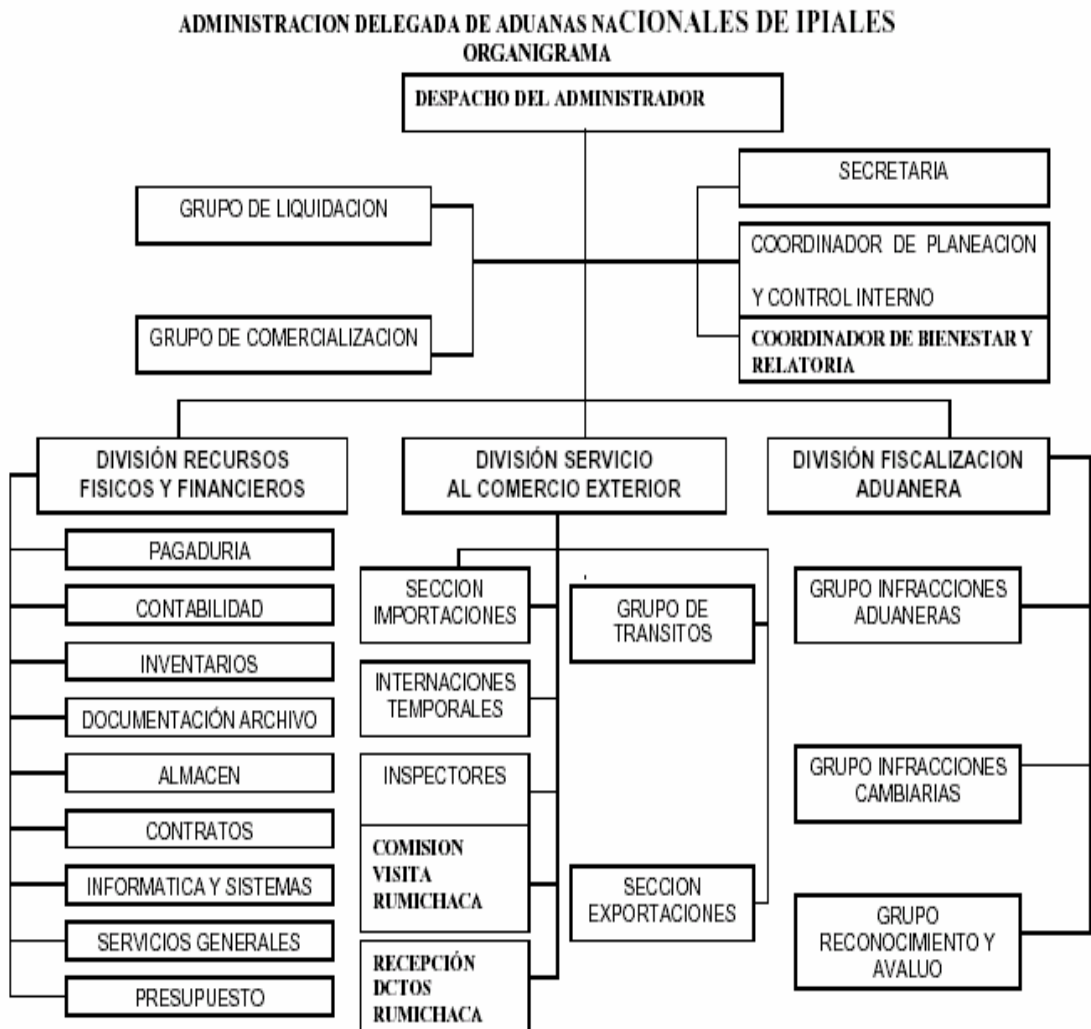 ADMINISTRACION DELEGADA DE ADUANAS NACIONALES DE IPIALES
ORGANIGRAMA
DESPACHO DEL ADMINISTRADOR
GRUPO DE LIQUIDACION
GRUPO DE COMERCIALIZACION
SECRETARIA
COORDINADOR DE PLANEACION
Y CONTROL INTERNO
COORDINADOR DE BIENESTAR Y
RELATORIA
DIVISIÓN RECURSOS
FISICOS Y FINANCIEROS
PAGADURIA
CONTABILIDAD
INVENTARIOS
DOCUMENTACIÓN ARCHIVO
ALMACEN
CONTRATOS
INFORMATICA Y SISTEMAS
SERVICIOS GENERALES
PRESUPUESTO
DIVISIÓN SERVICIO
AL COMERCIO EXTERIOR
SECCION
IMPORTACIONES
INTERNACIONES
TEMPORALES
INSPECTORES
COMISION
VISITA
RUMICHACA
RECEPCIÓN
DCTOS
RUMICHACA
GRUPO DE
TRANSITOS
SECCION
EXPORTACIONES
DIVISIÓN FISCALIZACION
ADUANERA
GRUPO INFRACCIONES
ADUANERAS
GRUPO INFRACCIONES
CAMBIARIAS
GRUPO
RECONOCIMIENTO Y
AVALUO